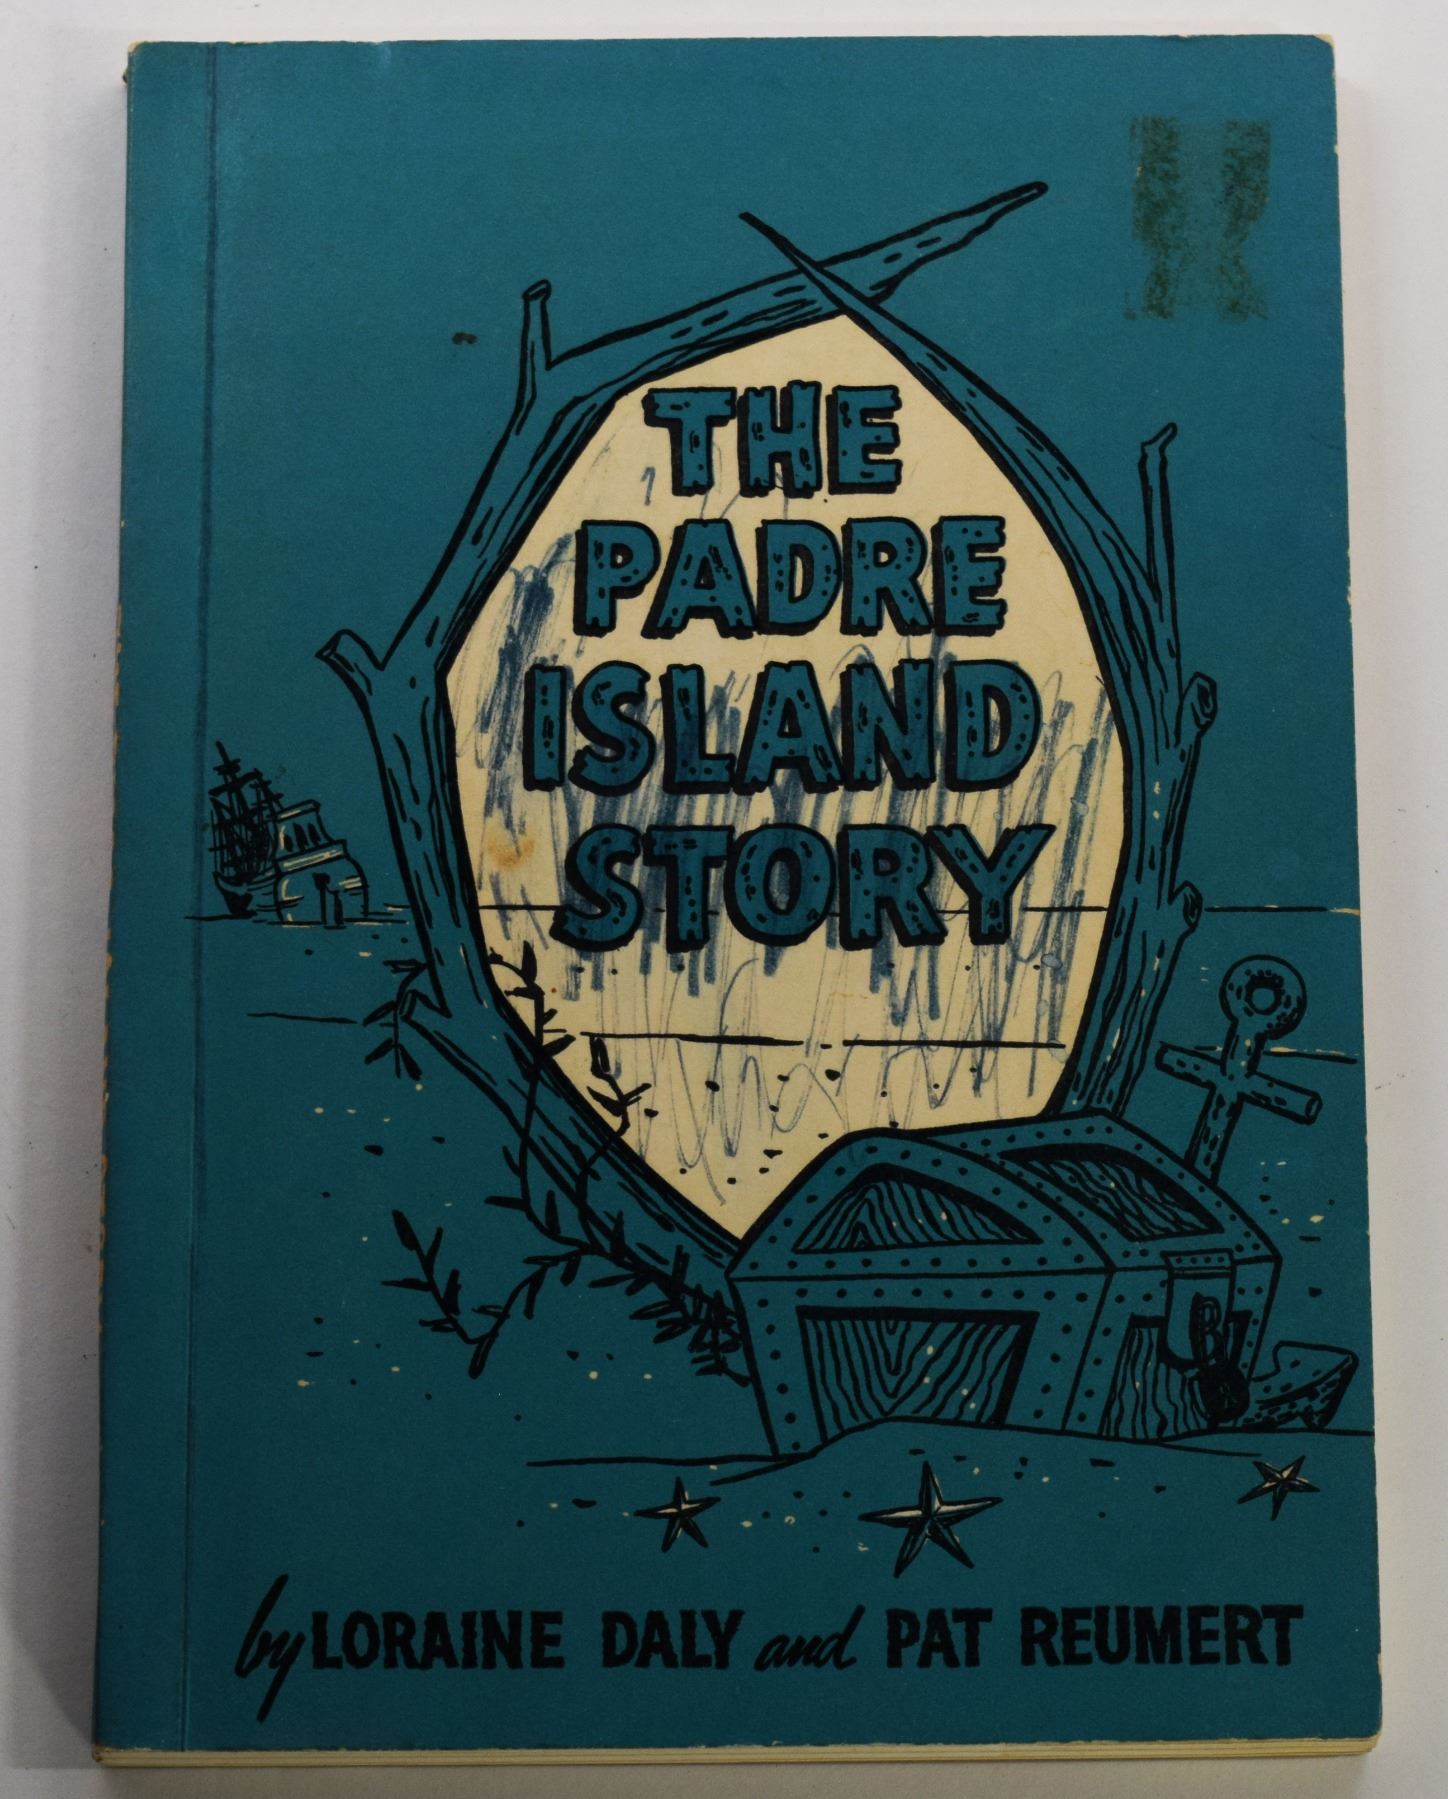 THE
PADRE
ISLAND
STORY
by LORAINE DALY and PAT REUMERT